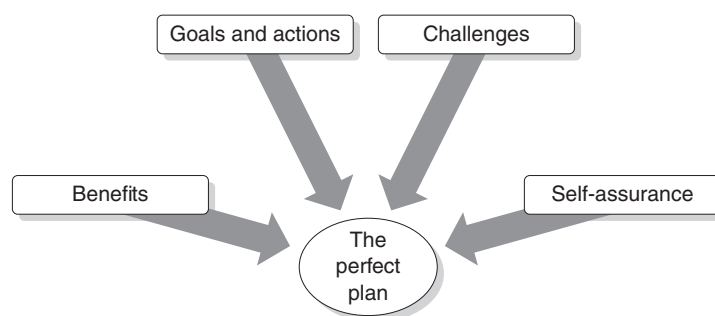 Goals and actions
Challenges
Benefits
Self-assurance
The
perfect
plan